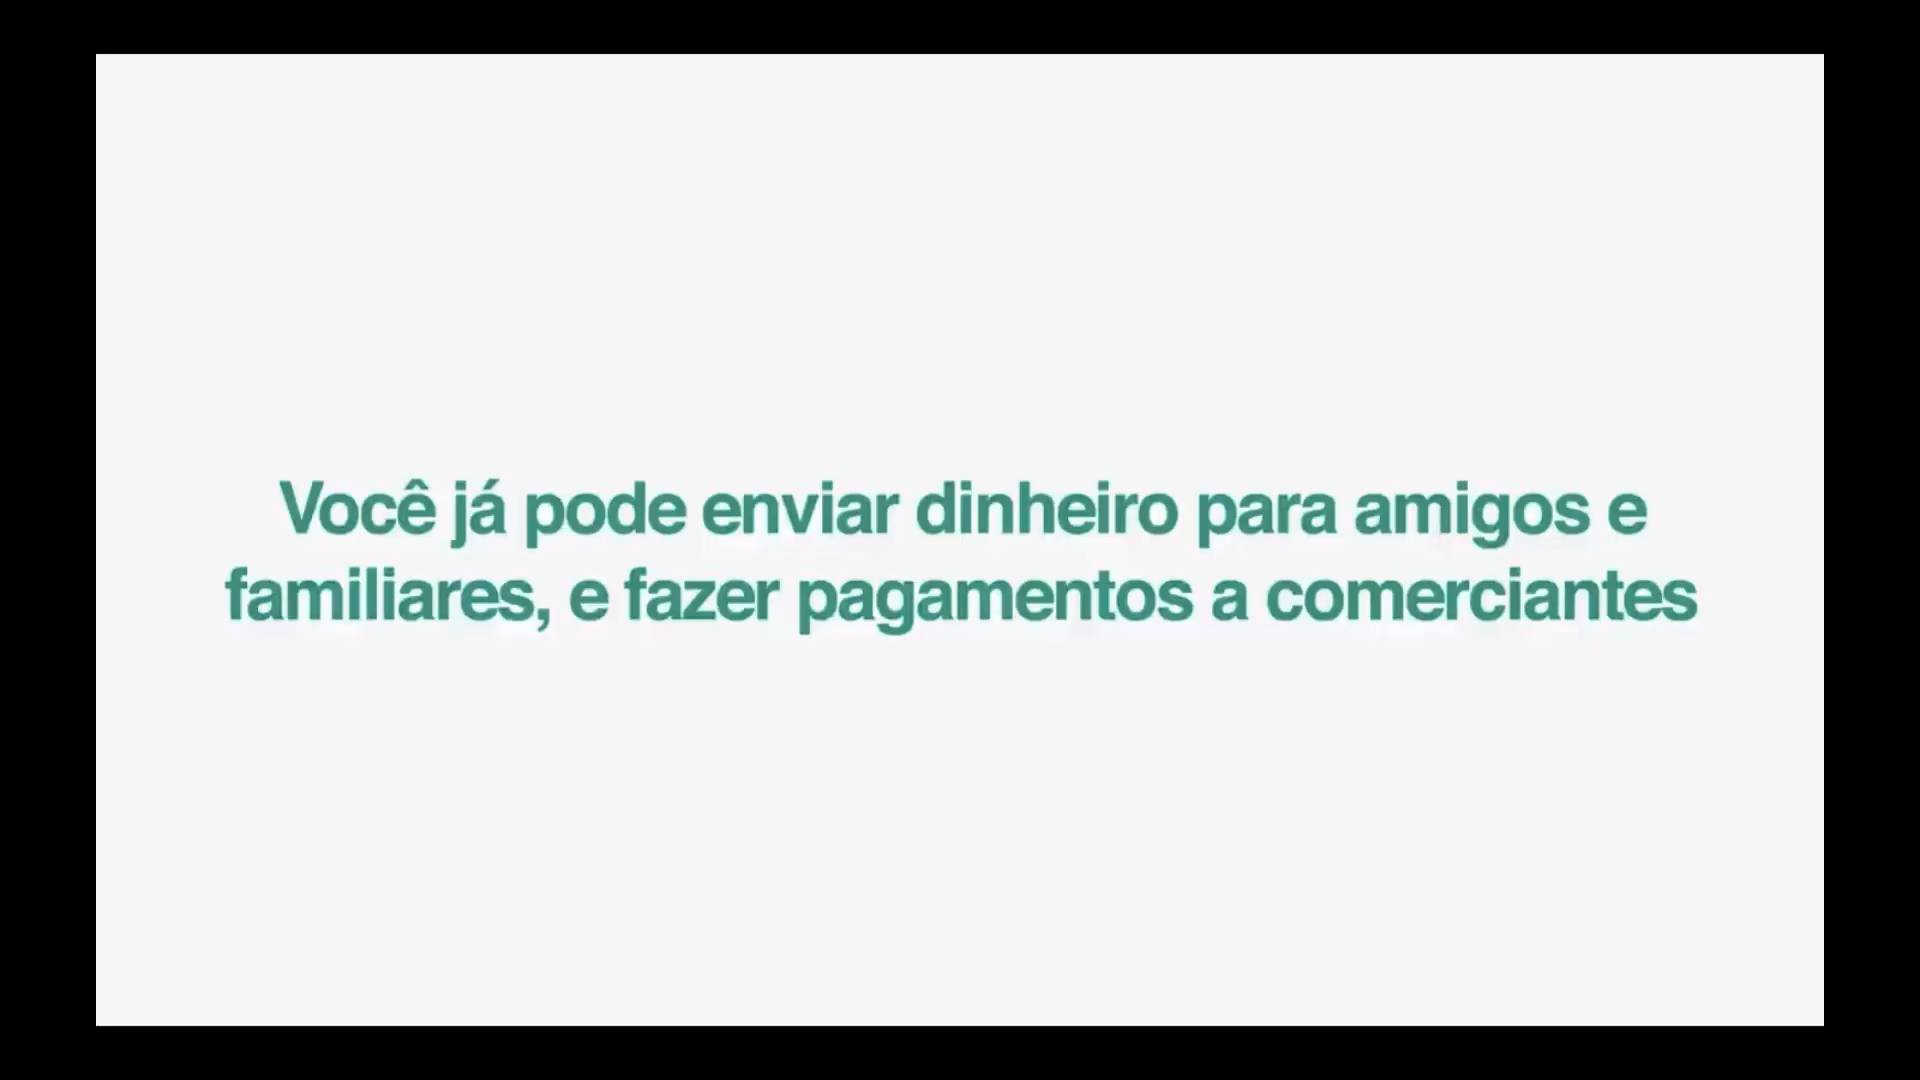 Você já pode enviar dinheiro para amigos e
familiares, e fazer pagamentos a comerciantes